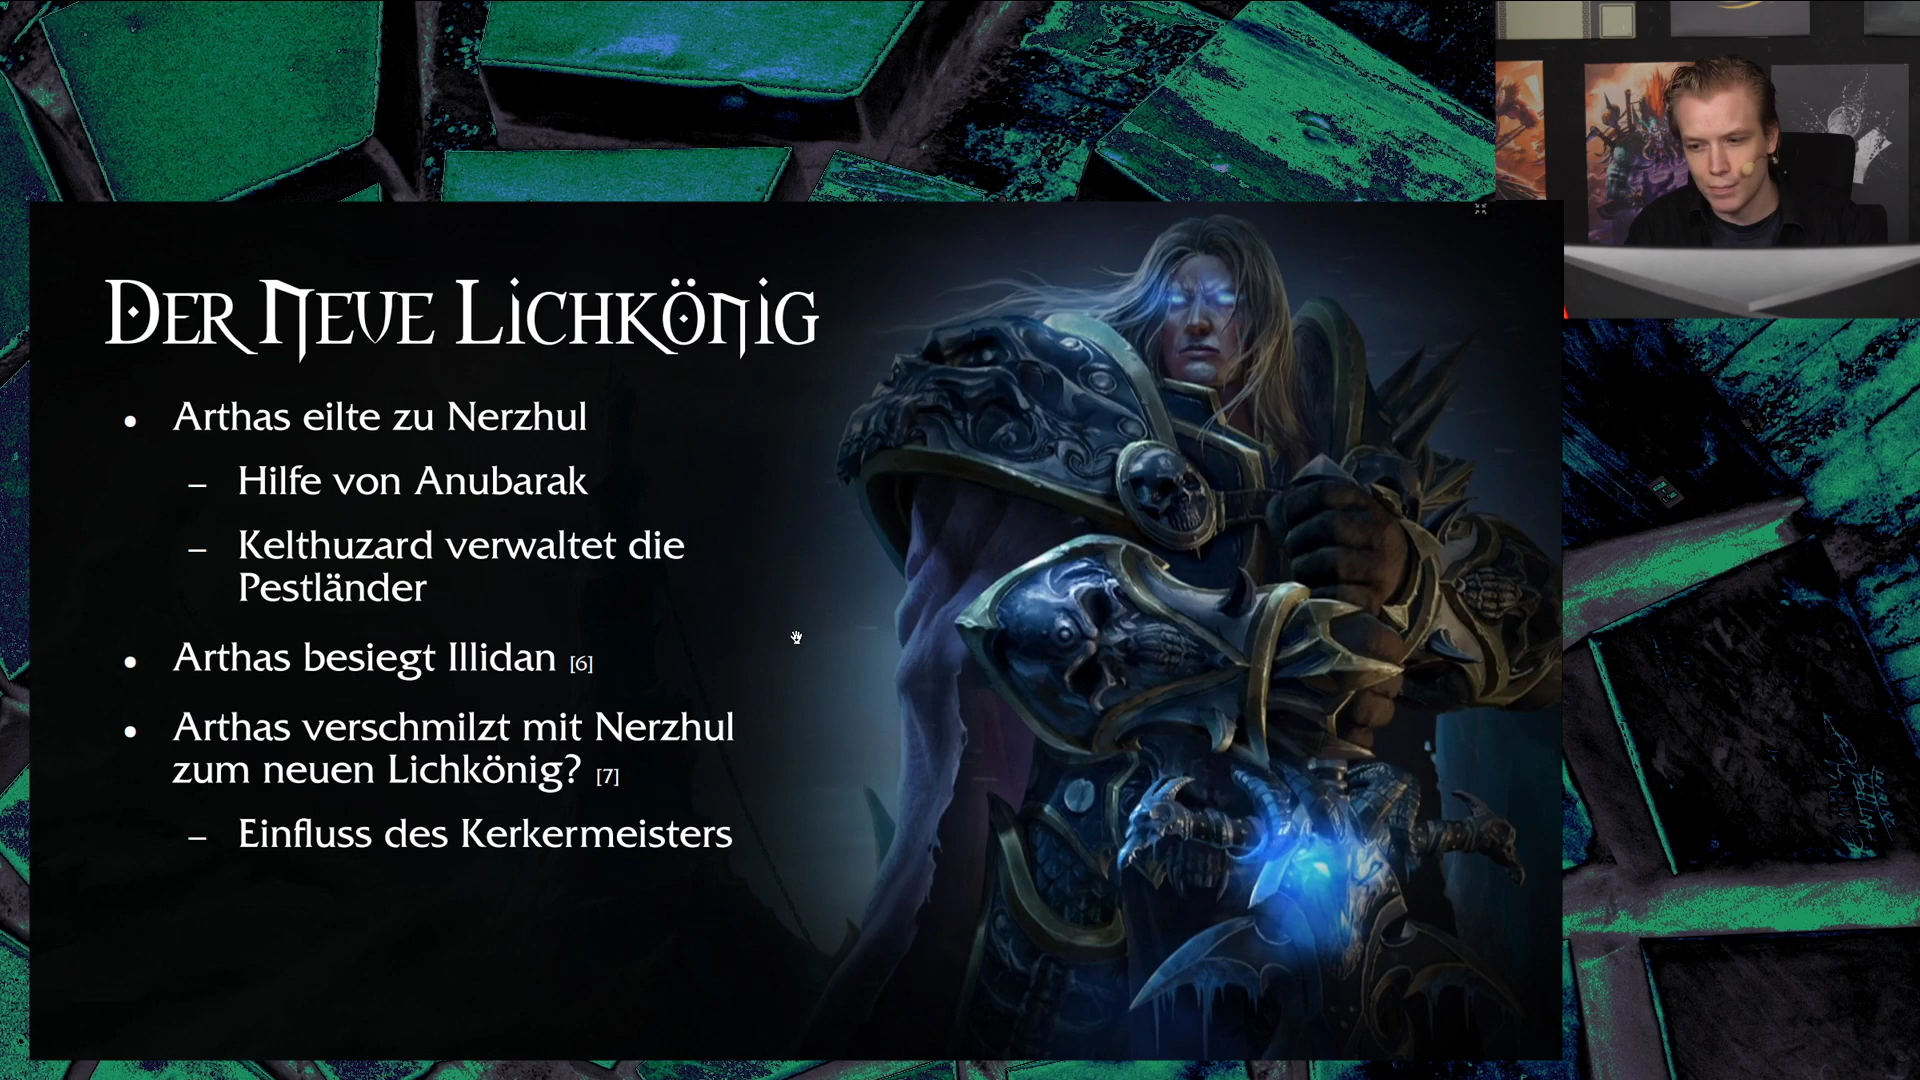 Der Neue Lichkönig
• Arthas eilte zu Nerzhul
– Hilfe von Anubarak
– Kelthuzard verwaltet die
Pestländer
• Arthas besiegt Illidan [6]
• Arthas verschmilzt mit Nerzhul
zum neuen Lichkönig? [7]
– Einfluss des Kerkermeisters